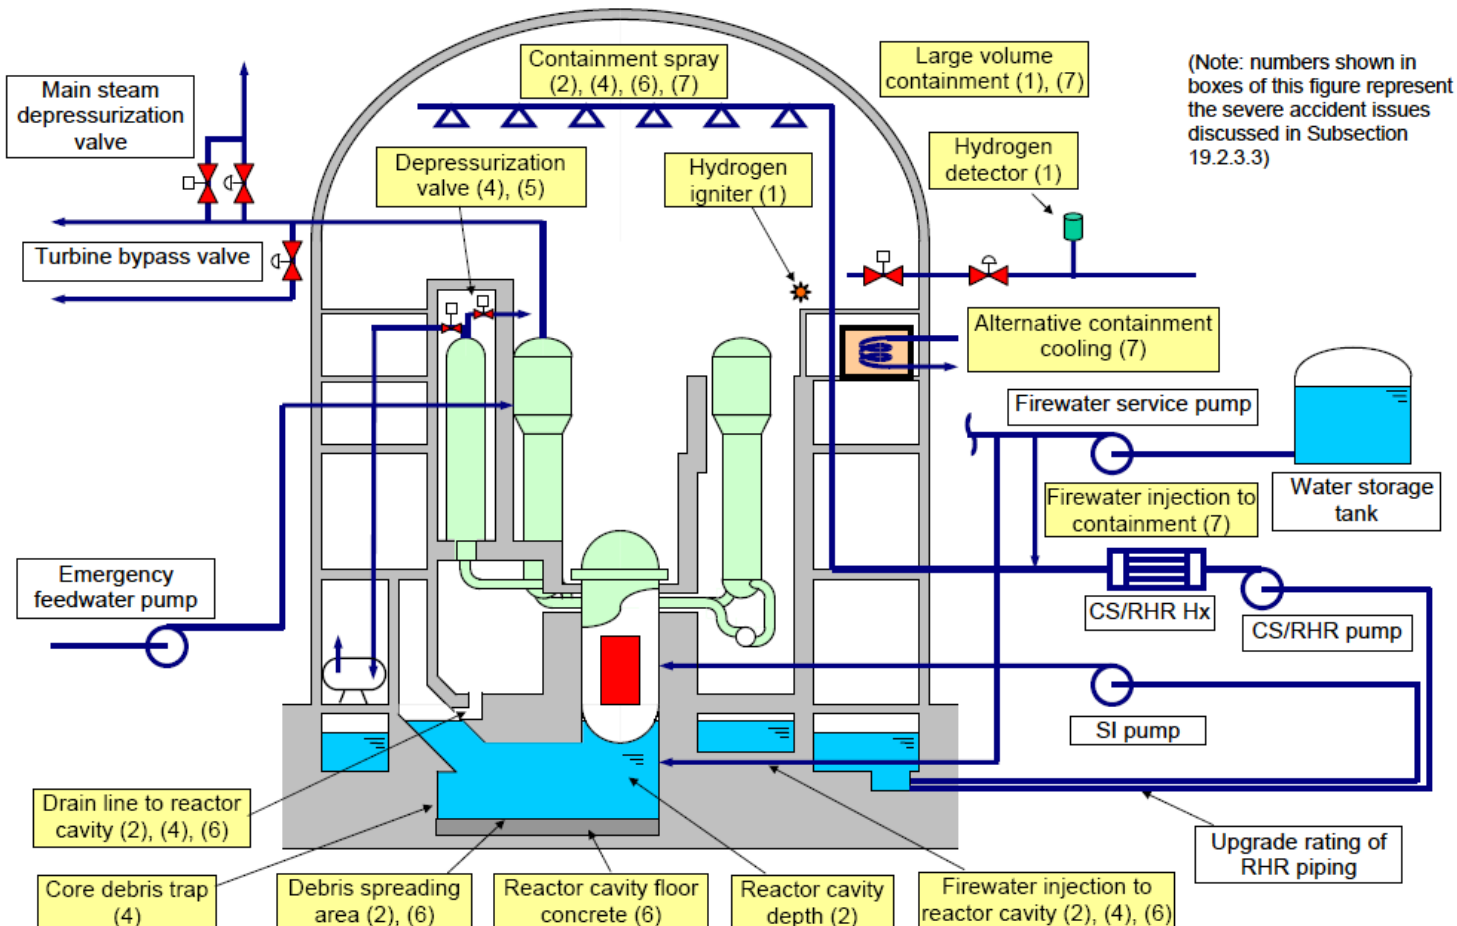 Containment spray
(2), (4), (6), (7)
Large volume
containment (1), (7)
(Note: numbers shown in
boxes of this figure represent
the severe accident issues
discussed in Subsection
19.2.3.3)
Main steam
depressurization
valve
Depressurization
valve (4), (5)
Hydrogen
igniter (1)
Hydrogen
detector (1)
Turbine bypass valve
Alternative containment
cooling (7)
Firewater service pump
Water storage
tank
Firewater injection to
containment (7)
Emergency
feedwater pump
CS/RHR Hx
CS/RHR pump
SI pump
Drain line to reactor
cavity (2), (4), (6)
Upgrade rating of
RHR piping
Core debris trap
(4)
Debris spreading
area (2), (6)
Reactor cavity floor
concrete (6)
Reactor cavity
depth (2)
Firewater injection to
reactor cavity (2), (4), (6)